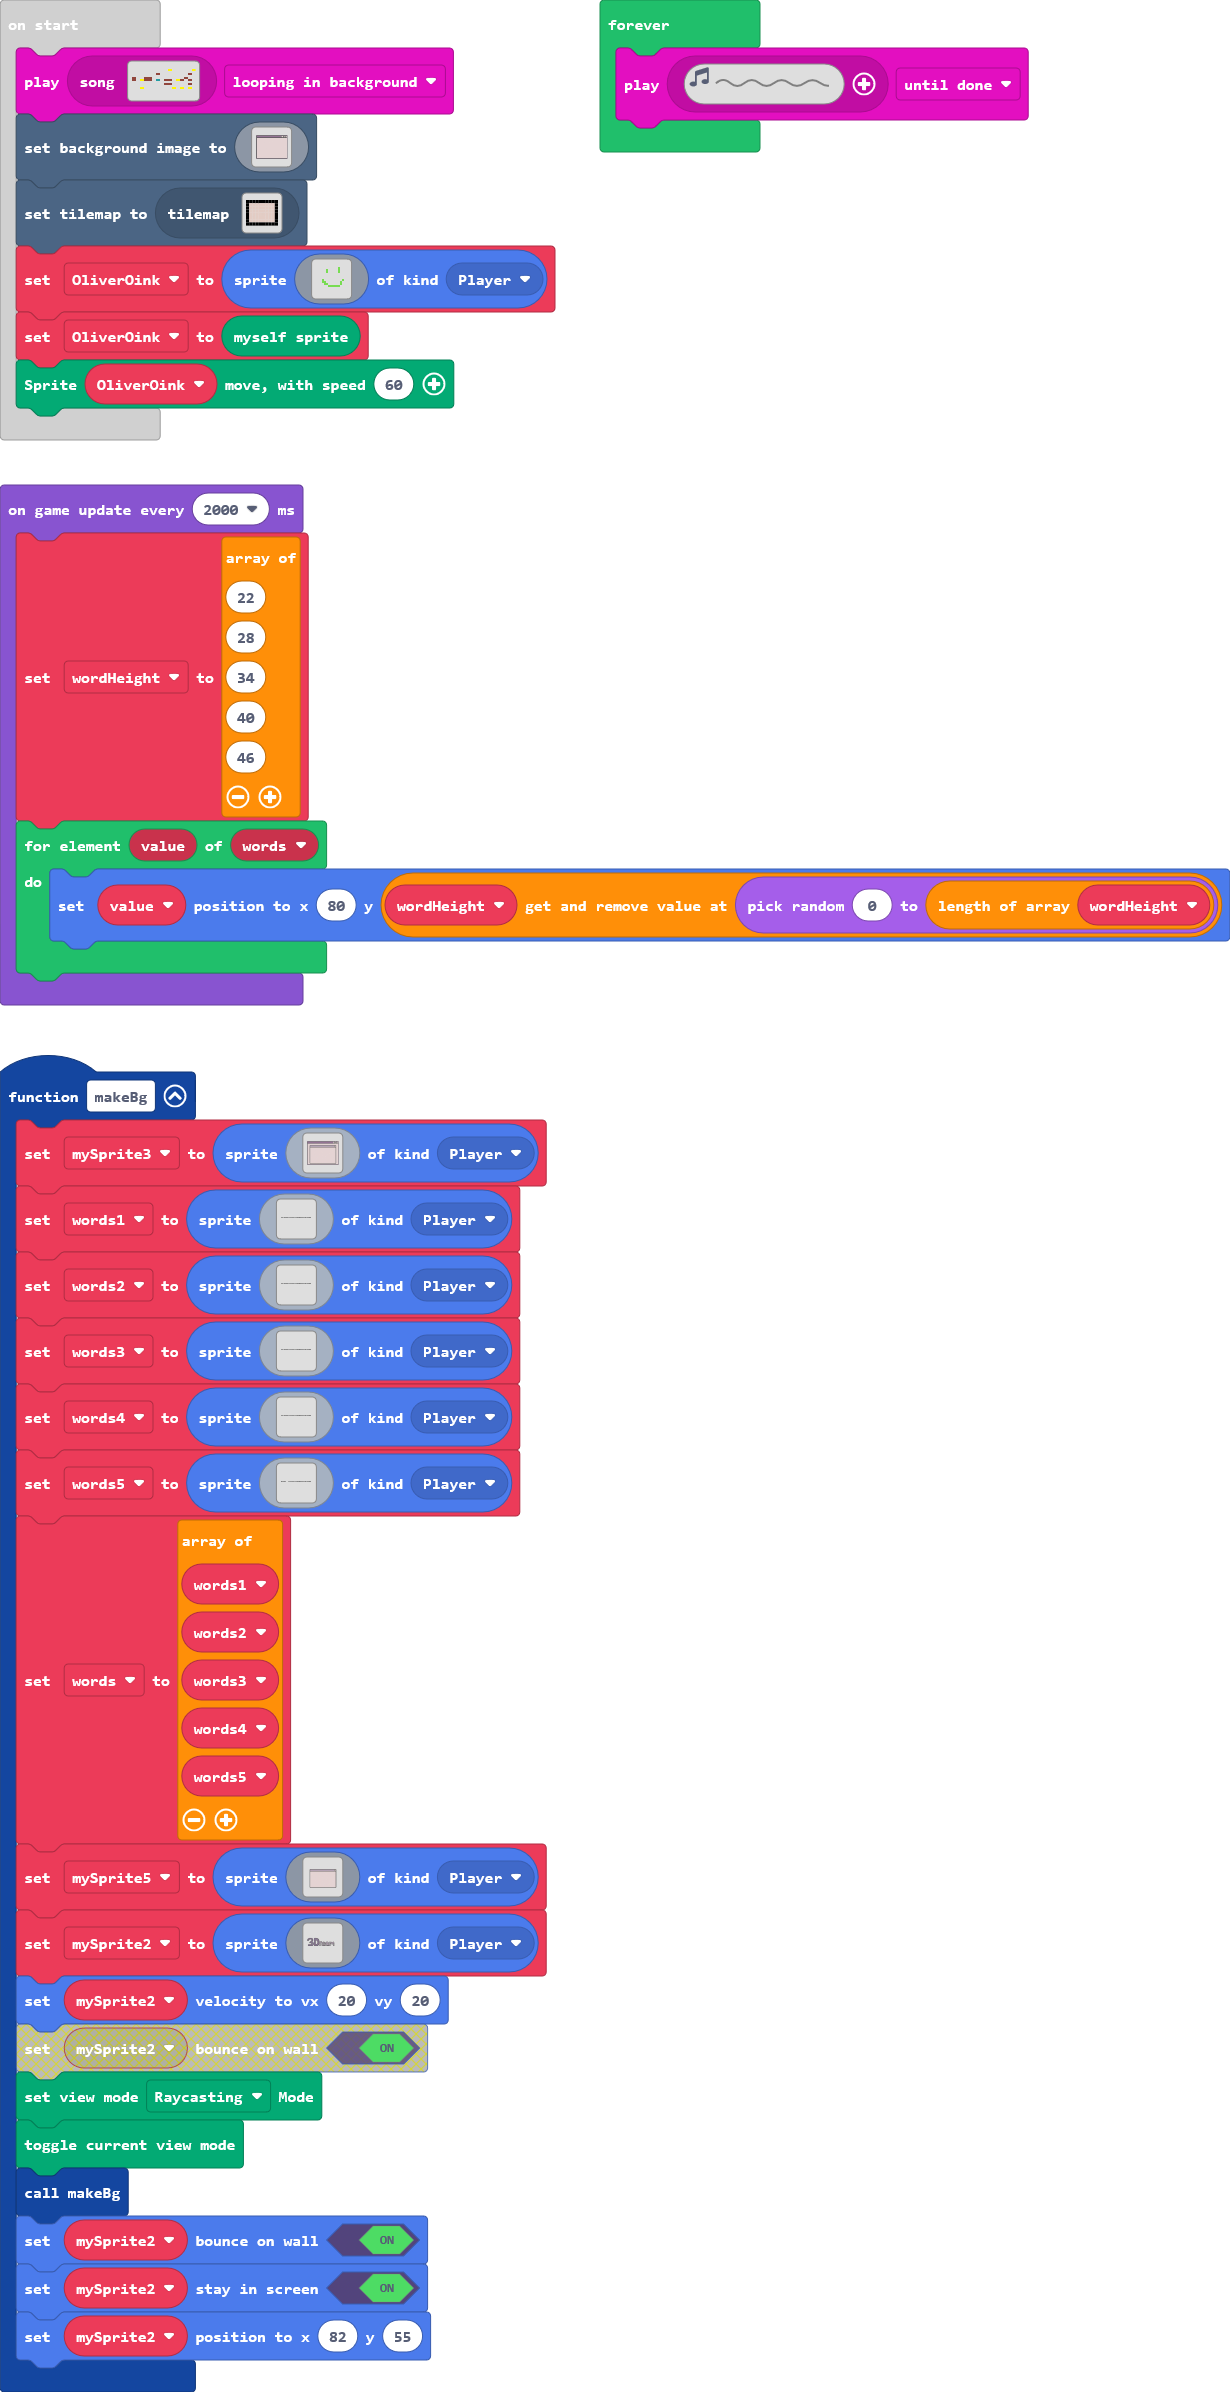 on start
play song looping in background
set background image to
set tilemap to tilemap
set OliverOink to sprite of kind Player
set OliverOink to myself sprite
Sprite OliverOink move, with speed 60
forever
play until done
on game update every 2000 ms
set wordHeight to array of
22
28
34
40
46
for element value of words
do
set value position to x 80 y wordHeight get and remove value at pick random 0 to length of array wordHeight
function makeBg
set mySprite3 to sprite of kind Player
set words1 to sprite of kind Player
set words2 to sprite of kind Player
set words3 to sprite of kind Player
set words4 to sprite of kind Player
set words5 to sprite of kind Player
set words to array of
words1
words2
words3
words4
words5
set mySprite5 to sprite of kind Player
set mySprite2 to sprite 3D of kind Player
set mySprite2 velocity to vx 20 vy 20
set mySprite2 bounce on wall ON
set view mode Raycasting Mode
toggle current view mode
call makeBg
set mySprite2 bounce on wall ON
set mySprite2 stay in screen ON
set mySprite2 position to x 82 y 55